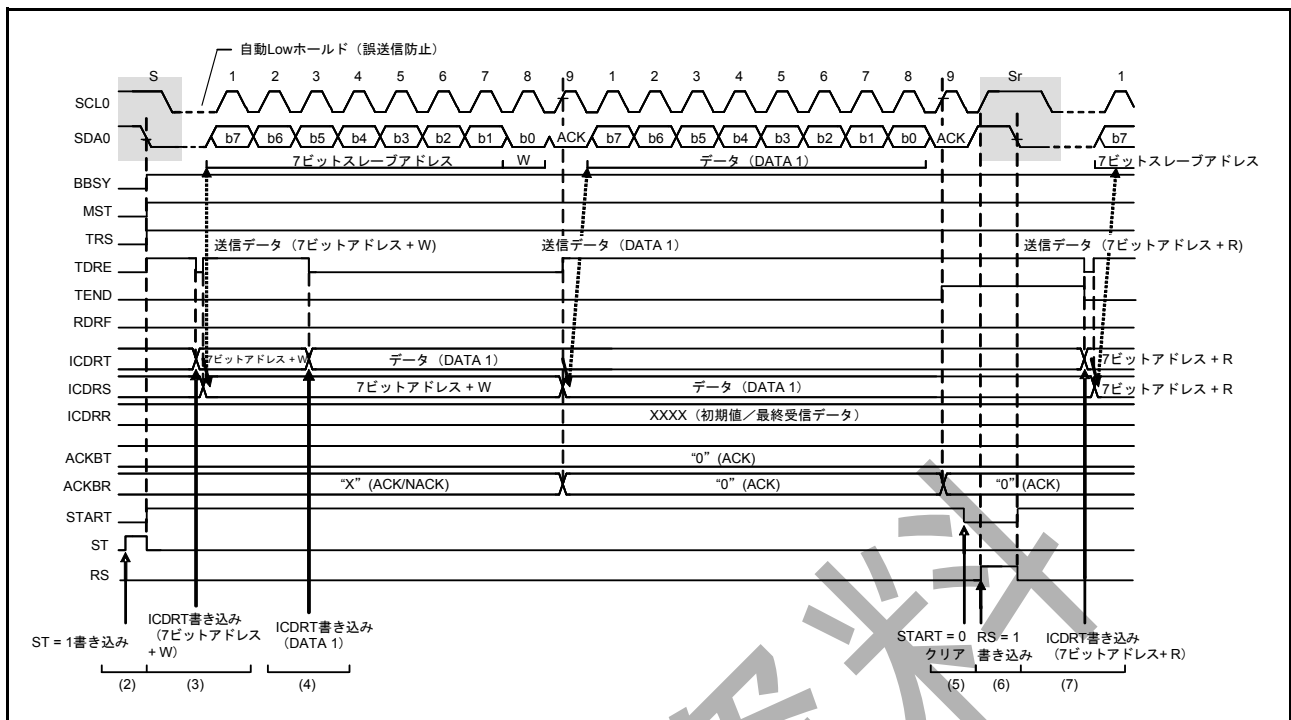 自動Lowホールド（誤送信防止）
S 1 2 3 4 5 6 7 8 9 1 2 3 4 5 6 7 8 9 Sr 1
SCL0
SDA0 b7 b6 b5 b4 b3 b2 b1 b0 ACK b7 b6 b5 b4 b3 b2 b1 b0 ACK b7
7ビットスレーブアドレス W データ（DATA 1） 7ビットスレーブアドレス
BBSY
MST
TRS
送信データ（7ビットアドレス + W) 送信データ（DATA 1） 送信データ（7ビットアドレス + R)
TDRE
TEND
RDRF
ICDRT 7ビットアドレス + W データ（DATA 1） 7ビットアドレス + R
ICDRS 7ビットアドレス + W データ（DATA 1） 7ビットアドレス + R
ICDRR XXXX（初期値／最終受信データ）
ACKBT “0”(ACK)
ACKBR “X”(ACK/NACK) “0”(ACK) “0”(ACK)
START
ST
RS
ST = 1書き込み
ICDRT書き込み
（7ビットアドレス
+ W）
ICDRT書き込み
（DATA 1）
START = 0
クリア
RS = 1
書き込み
ICDRT書き込み
（7ビットアドレス+ R）
(2) (3) (4) (5) (6) (7)